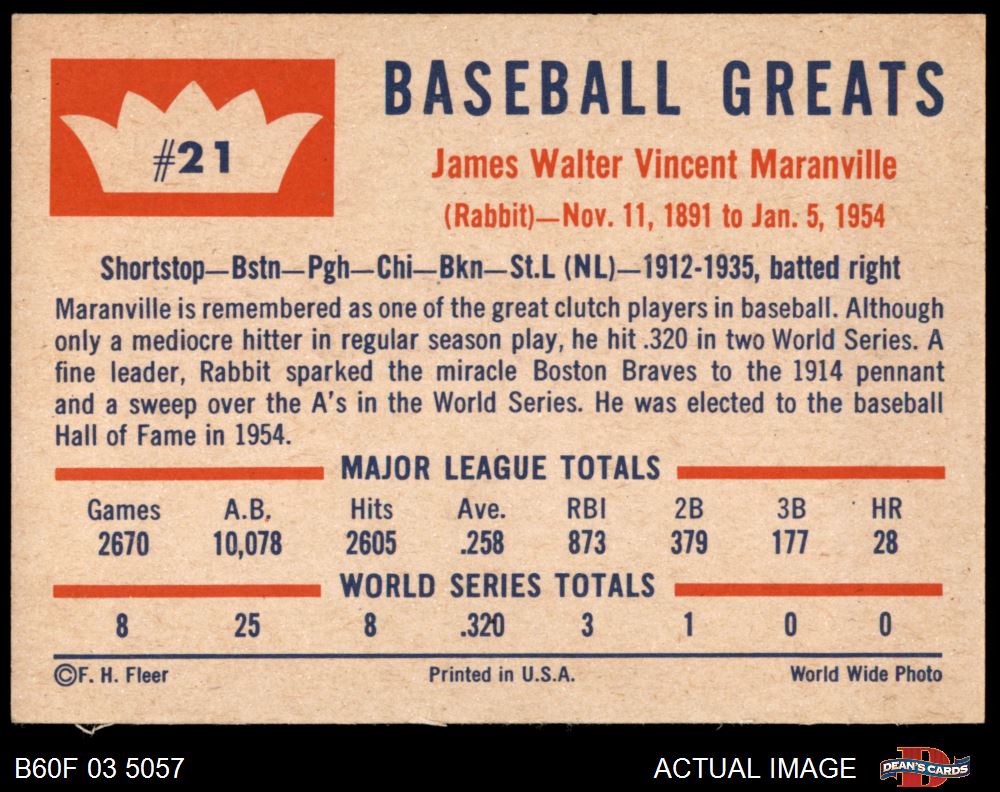 #21
BASEBALL GREATS
James Walter Vincent Maranville
(Rabbit)—Nov. 11, 1891 to Jan. 5, 1954
Shortstop—Bstn—Pgh—Chi—Bkn—St.L (NL)—1912-1935, batted right
Maranville is remembered as one of the great clutch players in baseball. Although
only a mediocre hitter in regular season play, he hit .320 in two World Series. A
fine leader, Rabbit sparked the miracle Boston Braves to the 1914 pennant
and a sweep over the A's in the World Series. He was elected to the baseball
Hall of Fame in 1954.
MAJOR LEAGUE TOTALS
Games A.B. Hits Ave. RBI 2B 3B HR
2670 10,078 2605 .258 873 379 177 28
WORLD SERIES TOTALS
8 25 8 .320 3 1 0 0
©F. H. Fleer Printed in U.S.A. World Wide Photo
B60F 03 5057 ACTUAL IMAGE D DEAN'S CARDS